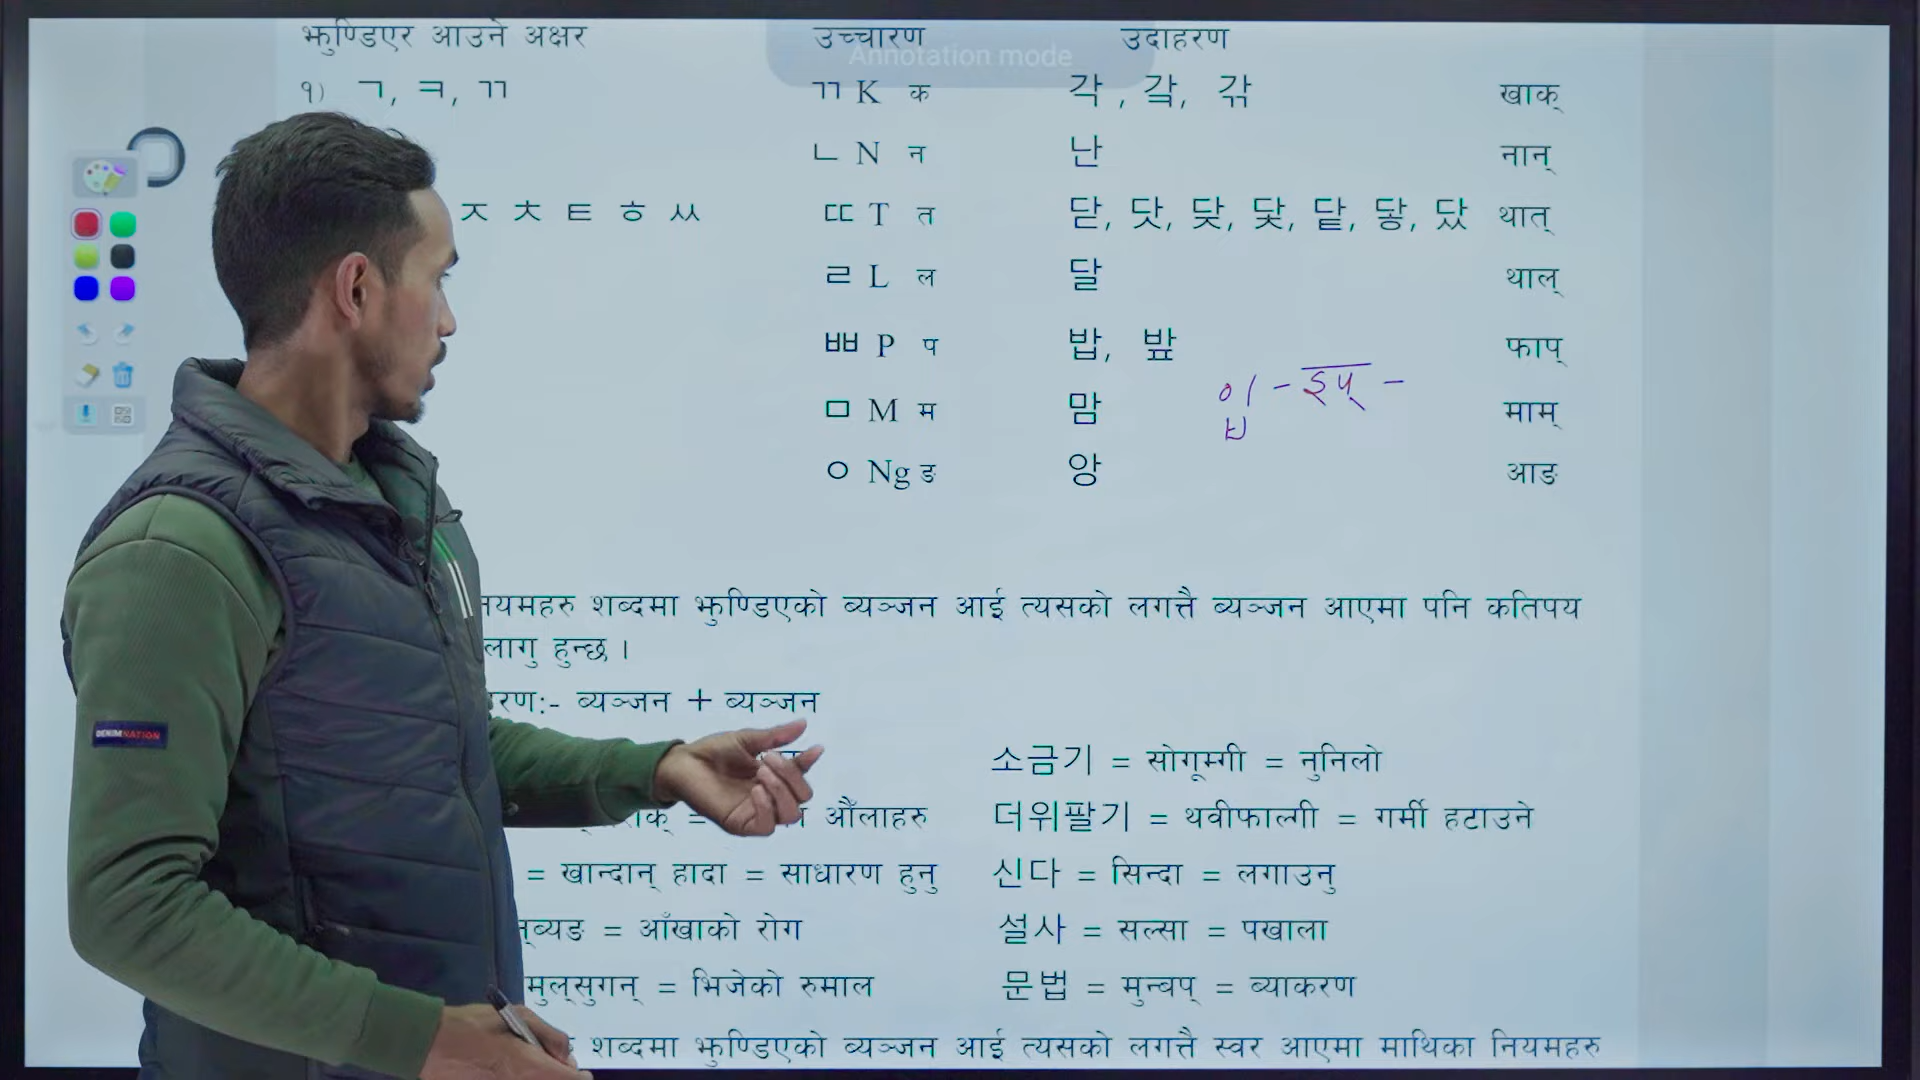 झुण्डिएर आउने अक्षर उच्चारण उदाहरण
Annotation mode
१) ㄱ, ㅋ, ㄲ ㄲ K क 각, 갘, 갂 खाक्
ㄴ N न 난 नान्
ㅈ ㅊ ㅌ ㅎ ㅆ ㄸ T त 닫, 닷, 닺, 닻, 닽, 닿, 닸 थात्
ㄹ L ल 달 थाल्
ㅃ P प 밥, 밮 फाप्
입 - इप् -
ㅁ M म 맘 माम्
ㅇ Ng ङ 앙 आङ
शब्दमा झुण्डिएको ब्यञ्जन आई त्यसको लगत्तै ब्यञ्जन आएमा पनि कतिपय
लागु हुन्छ ।
ब्यञ्जन + ब्यञ्जन
소금기 = सोगूम्गी = नुनिलो
औँलाहरु 더위팔기 = थवीफाल्गी = गर्मी हटाउने
= खान्दान् हादा = साधारण हुनु 신다 = सिन्दा = लगाउनु
= आँखाको रोग 설사 = सल्सा = पखाला
मुल्सुगन् = भिजेको रुमाल 문법 = मुन्बप् = ब्याकरण
शब्दमा झुण्डिएको ब्यञ्जन आई त्यसको लगत्तै स्वर आएमा माथिका नियमहरु
DENIMNATION